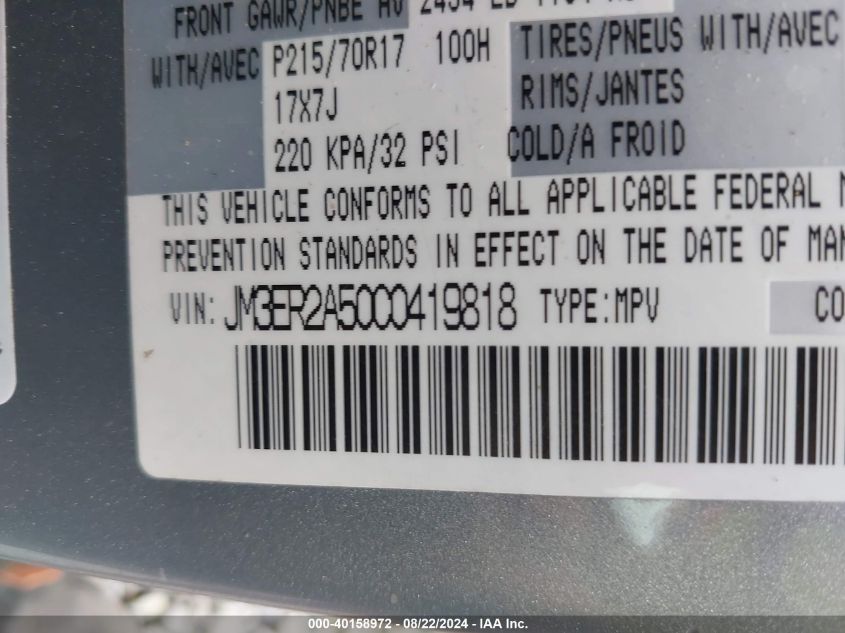 FRONT GAWR/PNBE AV
WITH/AVEC P215/70R17 100H TIRES/PNEUS WITH/AVEC
17X7J RIMS/JANTES
220 KPA/32 PSI COLD/A FROID
THIS VEHICLE CONFORMS TO ALL APPLICABLE FEDERAL
PREVENTION STANDARDS IN EFFECT ON THE DATE OF MAN
VIN: JM3ER2A50C0419818 TYPE:MPV CO
000-40158972 - 08/22/2024 - © IAA, Inc.